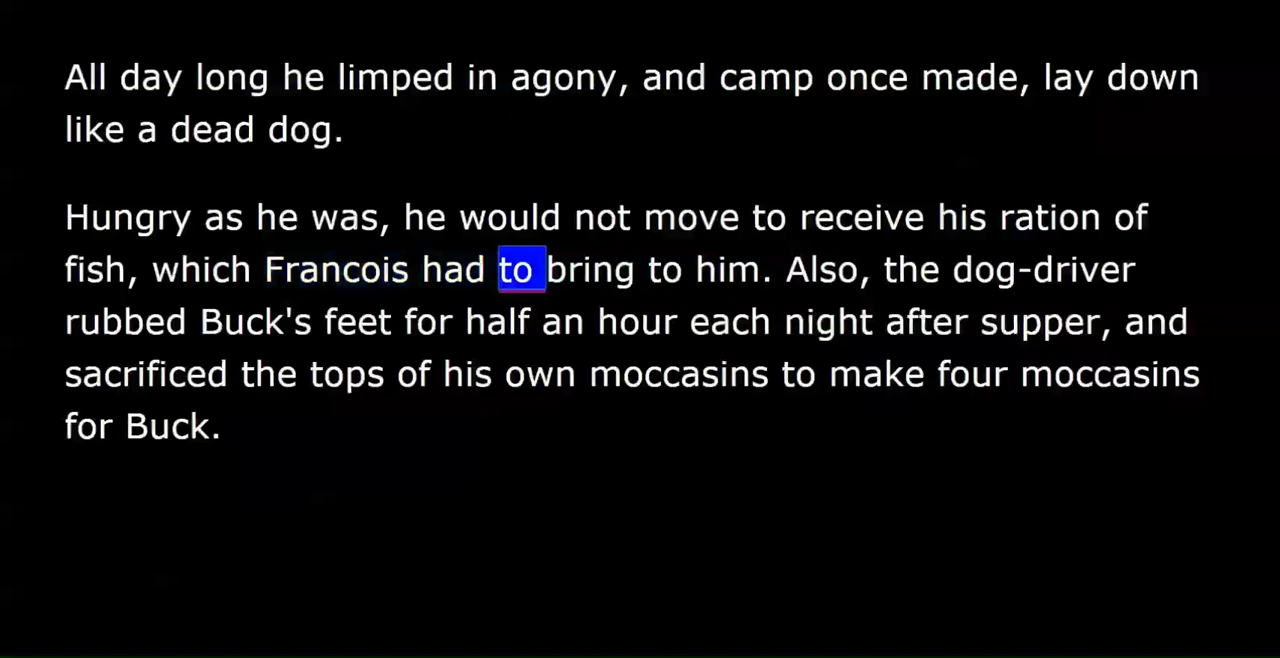 All day long he limped in agony, and camp once made, lay down
like a dead dog.
Hungry as he was, he would not move to receive his ration of
fish, which Francois had to bring to him. Also, the dog-driver
rubbed Buck's feet for half an hour each night after supper, and
sacrificed the tops of his own moccasins to make four moccasins
for Buck.